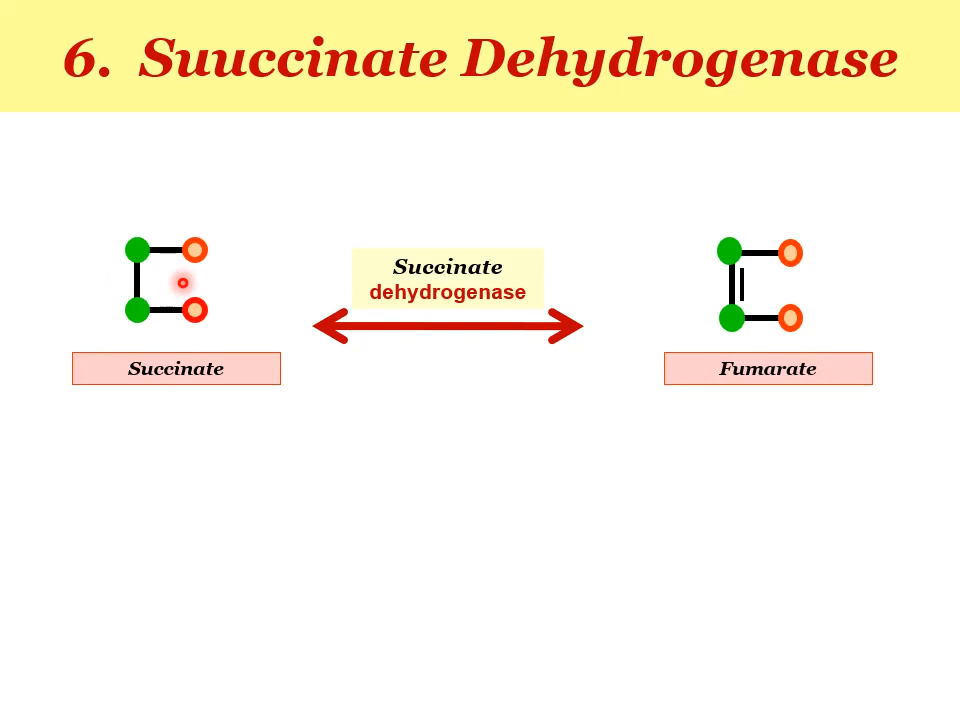 6. Suuccinate Dehydrogenase
Succinate
dehydrogenase
Succinate
Fumarate